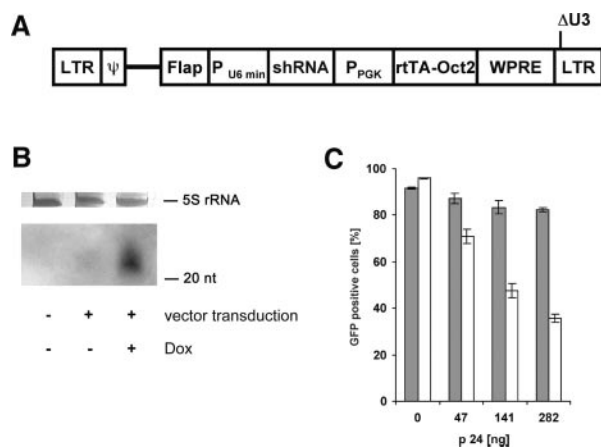 A
ΔU3
LTR ψ Flap P U6 min shRNA P PGK rtTA-Oct2 WPRE LTR
B
— 5S rRNA
— 20 nt
- + + vector transduction
- - + Dox
C
GFP positive cells [%]
100
80
60
40
20
0
0 47 141 282
p 24 [ng]